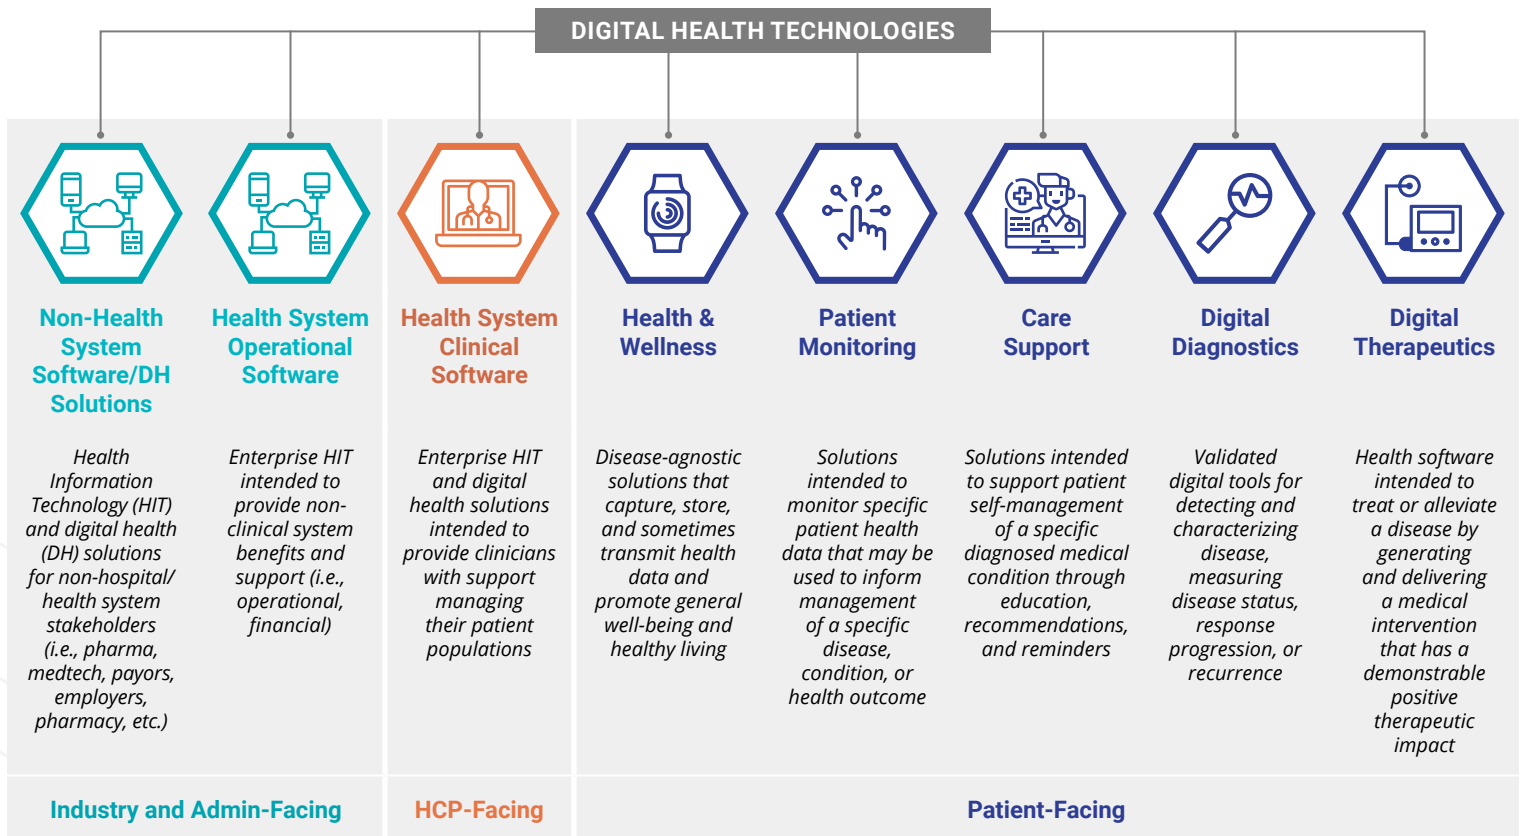 DIGITAL HEALTH TECHNOLOGIES
Non-Health
System
Software/DH
Solutions
Health
Information
Technology (HIT)
and digital health
(DH) solutions
for non-hospital/
health system
stakeholders
(i.e., pharma,
medtech, payors,
employers,
pharmacy, etc.)
Health System
Operational
Software
Enterprise HIT
intended to
provide non-
clinical system
benefits and
support (i.e.,
operational,
financial)
Industry and Admin-Facing
Health System
Clinical
Software
Enterprise HIT
and digital
health solutions
intended to
provide clinicians
with support
managing
their patient
populations
HCP-Facing
Health &
Wellness
Disease-agnostic
solutions that
capture, store,
and sometimes
transmit health
data and
promote general
well-being and
healthy living
Patient
Monitoring
Solutions
intended to
monitor specific
patient health
data that may be
used to inform
management
of a specific
disease,
condition, or
health outcome
Care
Support
Solutions intended
to support patient
self-management
of a specific
diagnosed medical
condition through
education,
recommendations,
and reminders
Digital
Diagnostics
Validated
digital tools for
detecting and
characterizing
disease,
measuring
disease status,
response
progression, or
recurrence
Digital
Therapeutics
Health software
intended to
treat or alleviate
a disease by
generating
and delivering
a medical
intervention
that has a
demonstrable
positive
therapeutic
impact
Patient-Facing